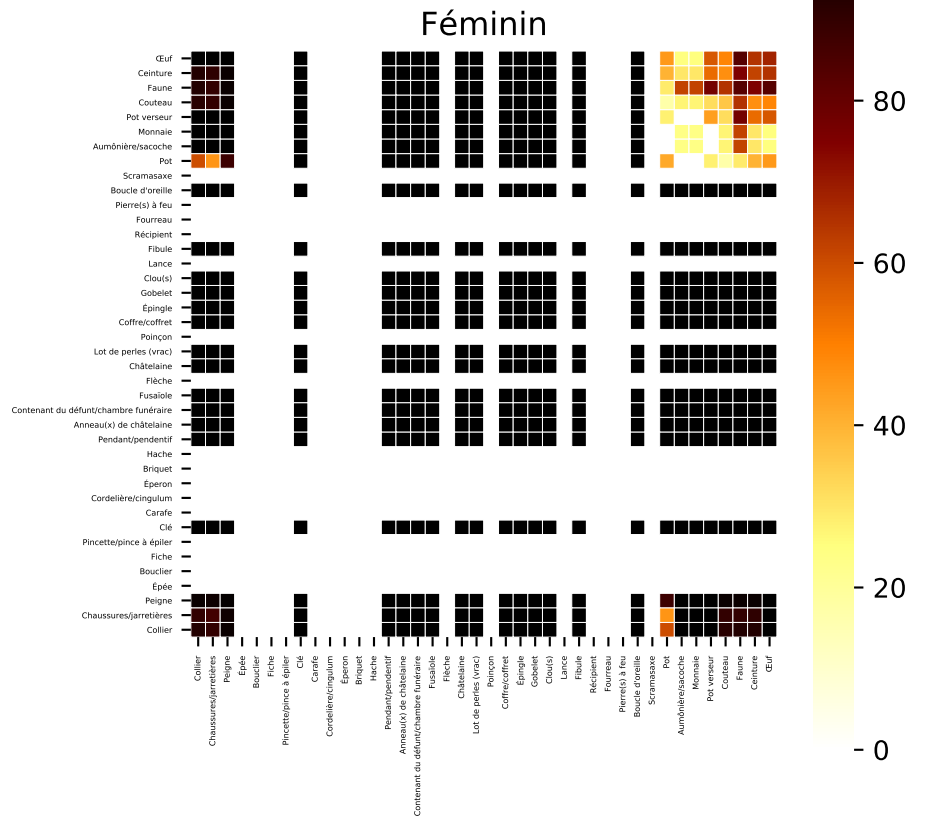 Féminin
Œuf
Ceinture
Faune
Couteau
Pot verseur
Monnaie
Aumônière/sacoche
Pot
Scramasaxe
Boucle d'oreille
Pierre(s) à feu
Fourreau
Récipient
Fibule
Lance
Clou(s)
Gobelet
Épingle
Coffre/coffret
Poinçon
Lot de perles (vrac)
Châtelaine
Flèche
Fusaïole
Contenant du défunt/chambre funéraire
Anneau(x) de châtelaine
Pendant/pendentif
Hache
Briquet
Éperon
Cordelière/cingulum
Carafe
Clé
Pincette/pince à épiler
Fiche
Bouclier
Épée
Peigne
Chaussures/jarretières
Collier
Collier
Chaussures/jarretières
Peigne
Épée
Bouclier
Fiche
Pincette/pince à épiler
Clé
Carafe
Cordelière/cingulum
Éperon
Briquet
Hache
Pendant/pendentif
Anneau(x) de châtelaine
Contenant du défunt/chambre funéraire
Fusaïole
Flèche
Châtelaine
Lot de perles (vrac)
Poinçon
Coffre/coffret
Épingle
Gobelet
Clou(s)
Lance
Fibule
Récipient
Fourreau
Pierre(s) à feu
Boucle d'oreille
Scramasaxe
Pot
Aumônière/sacoche
Monnaie
Pot verseur
Couteau
Faune
Ceinture
Œuf
80
60
40
20
0